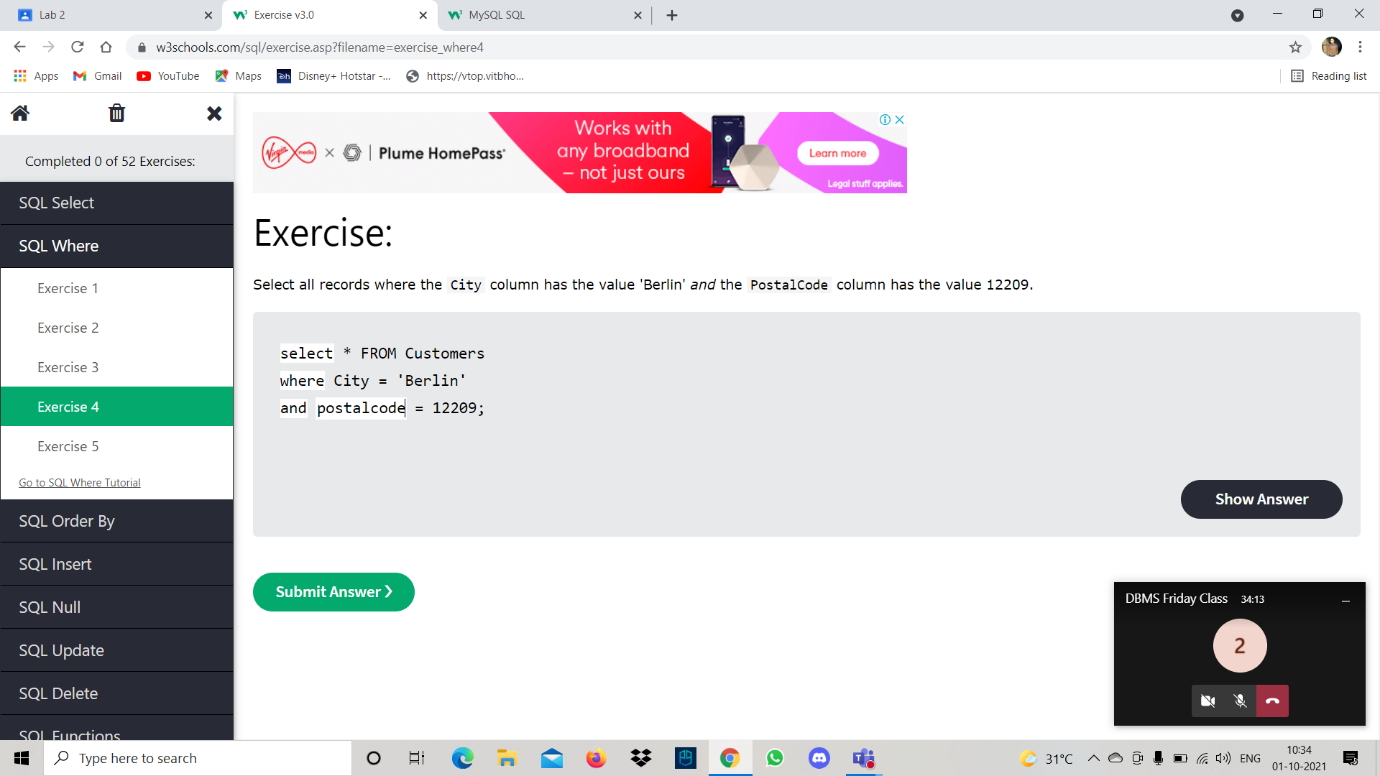 Lab 2
Exercise v3.0
MySQL SQL
w3schools.com/sql/exercise.asp?filename=exercise_where4
Apps
Gmail
YouTube
Maps
Disney+ Hotstar -...
https://vtop.vitbho...
Reading list
Completed 0 of 52 Exercises:
SQL Select
SQL Where
Exercise 1
Exercise 2
Exercise 3
Exercise 4
Exercise 5
Go to SQL Where Tutorial
SQL Order By
SQL Insert
SQL Null
SQL Update
SQL Delete
SQL Functions
Virgin media × | Plume HomePass®
Works with
any broadband
– not just ours
Learn more
Legal stuff applies.
Exercise:
Select all records where the City column has the value 'Berlin' and the PostalCode column has the value 12209.
select * FROM Customers
where City = 'Berlin'
and postalcode = 12209;
Show Answer
Submit Answer ❯
DBMS Friday Class 34:13
2
Type here to search
31°C
ENG
10:34
01-10-2021